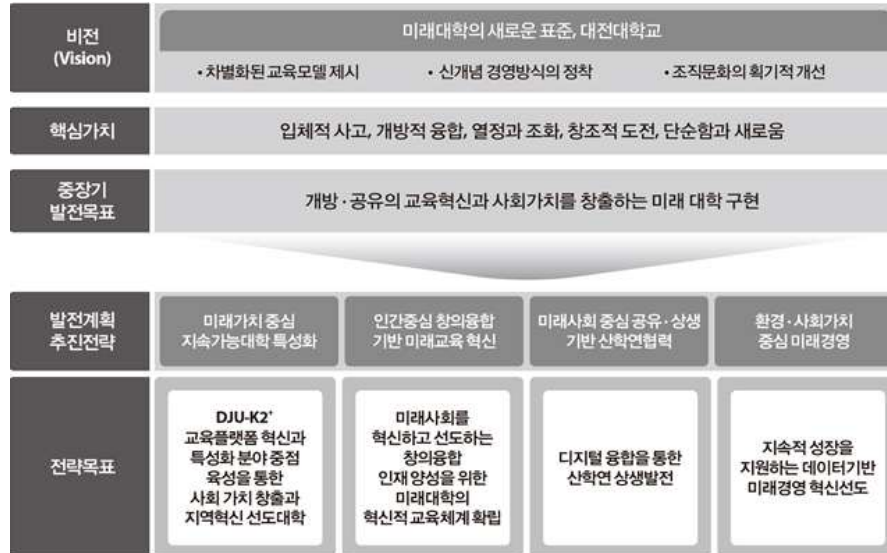 비전
(Vision)
미래대학의 새로운 표준, 대전대학교
• 차별화된 교육모델 제시
• 신개념 경영방식의 정착
• 조직문화의 획기적 개선
핵심가치
입체적 사고, 개방적 융합, 열정과 조화, 창조적 도전, 단순함과 새로움
중장기
발전목표
개방 · 공유의 교육혁신과 사회가치를 창출하는 미래 대학 구현
발전계획
추진전략
미래가치 중심
지속가능대학 특성화
인간중심 창의융합
기반 미래교육 혁신
미래사회 중심 공유 · 상생
기반 산학연협력
환경 · 사회가치
중심 미래경영
전략목표
DJU-K2⁺
교육플랫폼 혁신과
특성화 분야 중점
육성을 통한
사회 가치 창출과
지역혁신 선도대학
미래사회를
혁신하고 선도하는
창의융합
인재 양성을 위한
미래대학의
혁신적 교육체계 확립
디지털 융합을 통한
산학연 상생발전
지속적 성장을
지원하는 데이터기반
미래경영 혁신선도